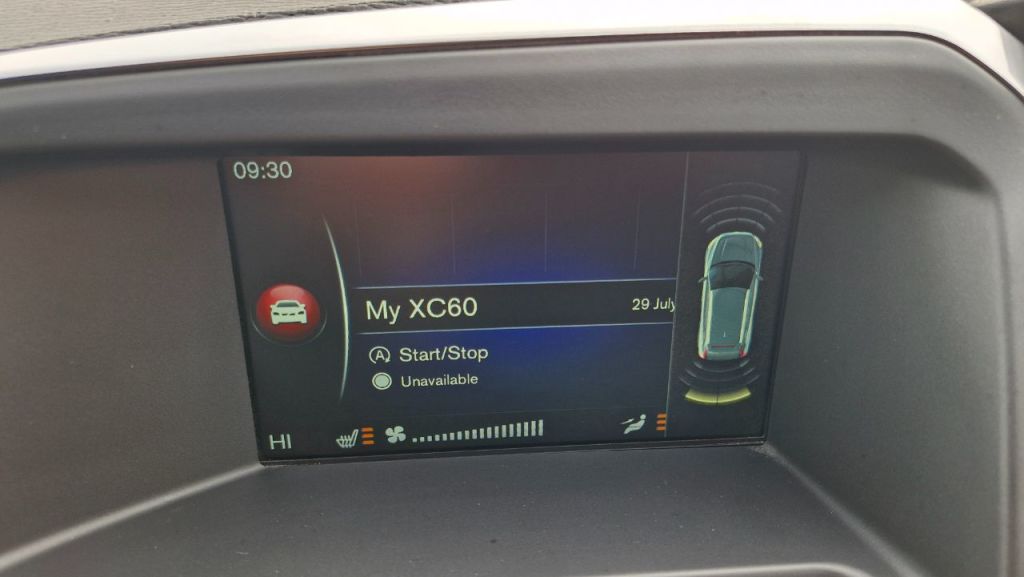 09:30
My XC60
29 July
A Start/Stop
Unavailable
HI